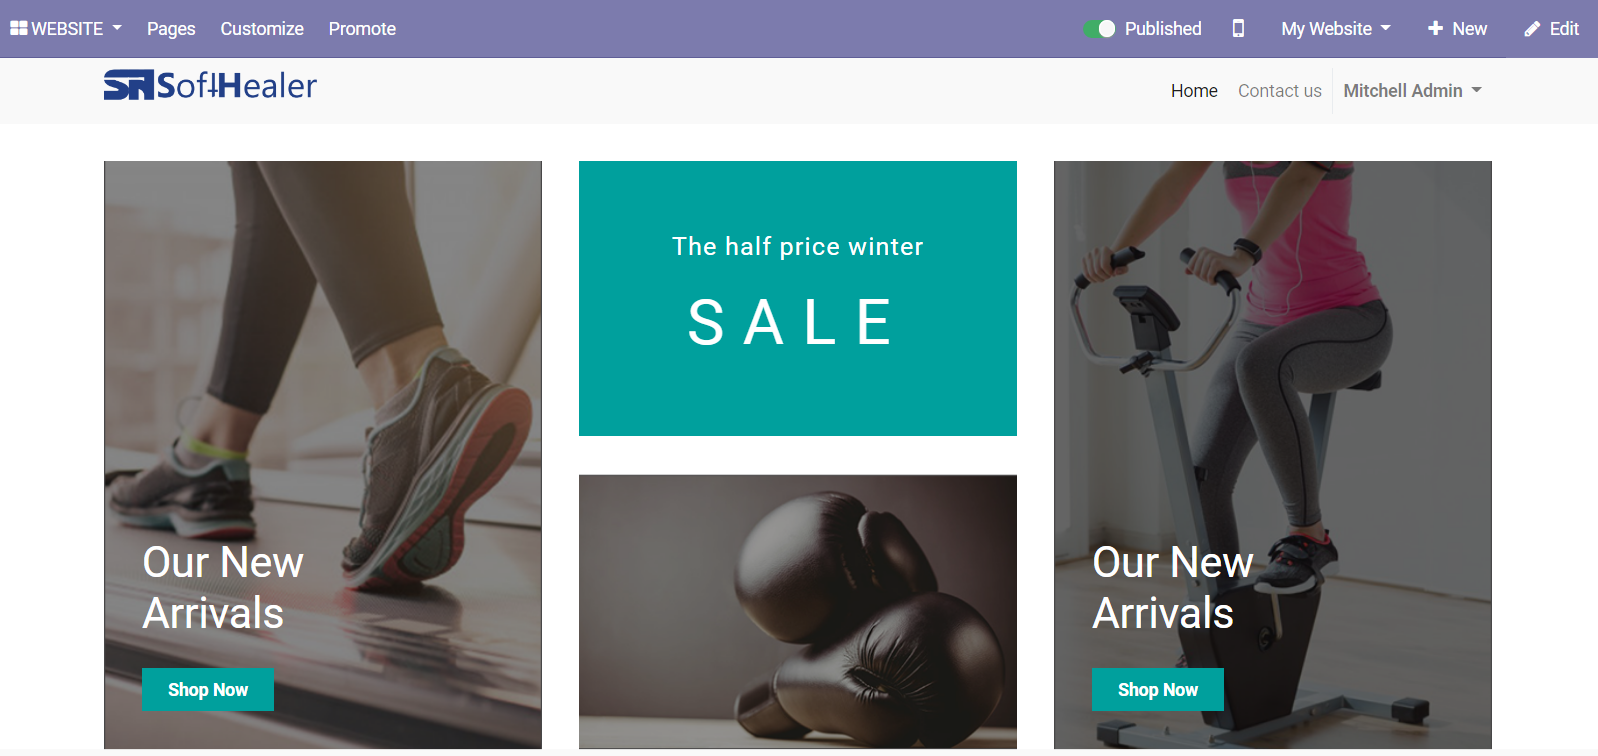 WEBSITE Pages Customize Promote Published My Website New Edit
SoftHealer Home Contact us Mitchell Admin
The half price winter
SALE
Our New
Arrivals
Shop Now
Our New
Arrivals
Shop Now